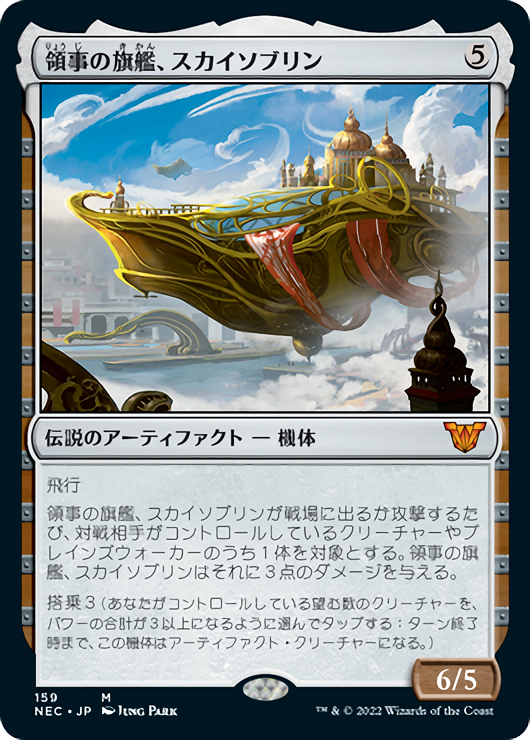 領事の旗艦、スカイソブリン
5
伝説のアーティファクト — 機体
飛行
領事の旗艦、スカイソブリンが戦場に出るか攻撃するた
び、対戦相手がコントロールしているクリーチャーやプ
レインズウォーカーのうち1体を対象とする。領事の旗
艦、スカイソブリンはそれに3点のダメージを与える。
搭乗3(あなたがコントロールしている望む数のクリーチャーを、
パワーの合計が3以上になるように選んでタップする:ターン終了
時まで、この機体はアーティファクト・クリーチャーになる。)
6/5
159 M
NEC • JP Jung Park
™ & © 2022 Wizards of the Coast